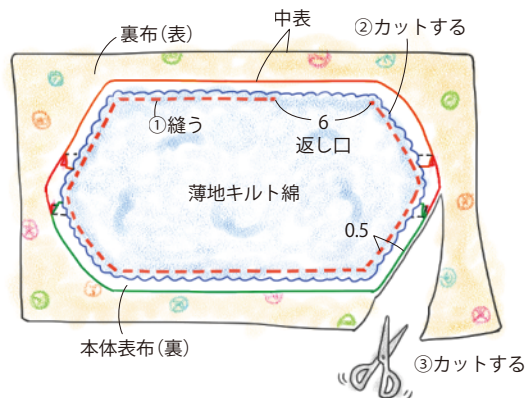 中表
裏布(表)
②カットする
①縫う
6
返し口
薄地キルト綿
0.5
本体表布(裏)
③カットする